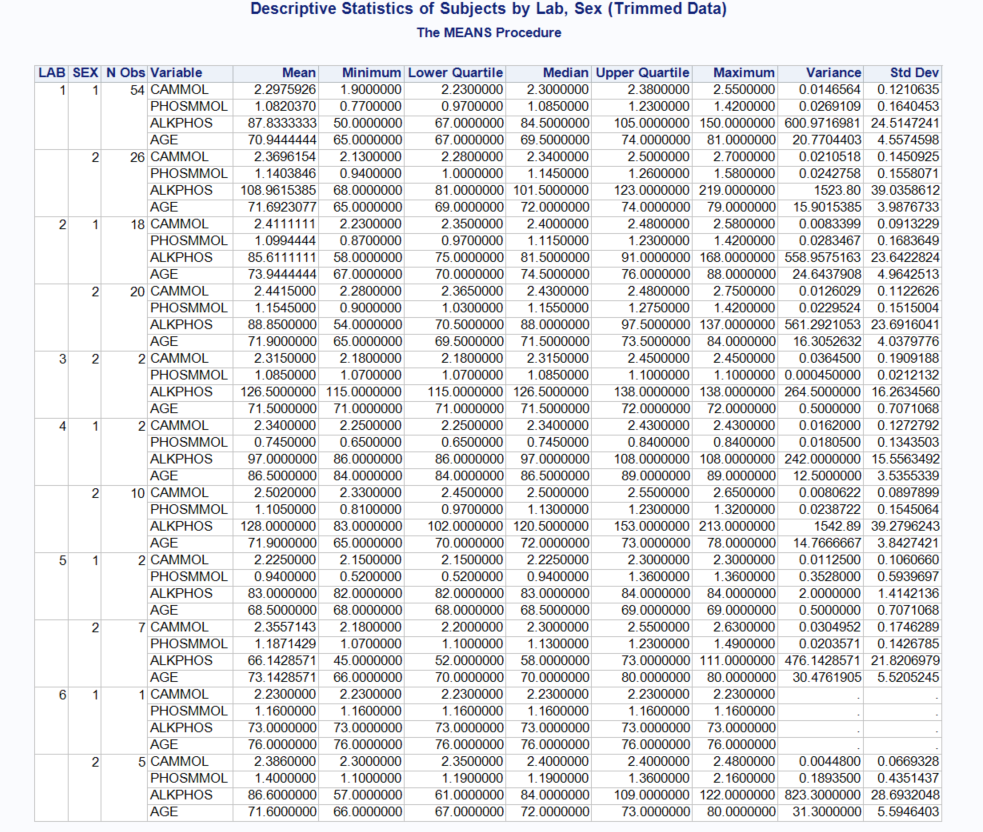 Descriptive Statistics of Subjects by Lab, Sex (Trimmed Data)
The MEANS Procedure
LAB SEX N Obs Variable Mean Minimum Lower Quartile Median Upper Quartile Maximum Variance Std Dev
1 1 54 CAMMOL 2.2975926 1.9000000 2.2300000 2.3000000 2.3800000 2.5500000 0.0146564 0.1210635
PHOSMMOL 1.0820370 0.7700000 0.9700000 1.0850000 1.2300000 1.4200000 0.0269109 0.1640453
ALKPHOS 87.8333333 50.0000000 67.0000000 84.5000000 105.0000000 150.0000000 600.9716981 24.5147241
AGE 70.9444444 65.0000000 67.0000000 69.5000000 74.0000000 81.0000000 20.7704403 4.5574598
2 26 CAMMOL 2.3696154 2.1300000 2.2800000 2.3400000 2.5000000 2.7000000 0.0210518 0.1450925
PHOSMMOL 1.1403846 0.9400000 1.0000000 1.1450000 1.2600000 1.5800000 0.0242758 0.1558071
ALKPHOS 108.9615385 68.0000000 81.0000000 101.5000000 123.0000000 219.0000000 1523.80 39.0358612
AGE 71.6923077 65.0000000 69.0000000 72.0000000 74.0000000 79.0000000 15.9015385 3.9876733
2 1 18 CAMMOL 2.4111111 2.2300000 2.3500000 2.4000000 2.4800000 2.5800000 0.0083399 0.0913229
PHOSMMOL 1.0994444 0.8700000 0.9700000 1.1150000 1.2300000 1.4200000 0.0283467 0.1683649
ALKPHOS 85.6111111 58.0000000 75.0000000 81.5000000 91.0000000 168.0000000 558.9575163 23.6422824
AGE 73.9444444 67.0000000 70.0000000 74.5000000 76.0000000 88.0000000 24.6437908 4.9642513
2 20 CAMMOL 2.4415000 2.2800000 2.3650000 2.4300000 2.4800000 2.7500000 0.0126029 0.1122626
PHOSMMOL 1.1545000 0.9000000 1.0300000 1.1550000 1.2750000 1.4200000 0.0229524 0.1515004
ALKPHOS 88.8500000 54.0000000 70.5000000 88.0000000 97.5000000 137.0000000 561.2921053 23.6916041
AGE 71.9000000 65.0000000 69.5000000 71.5000000 73.5000000 84.0000000 16.3052632 4.0379776
3 2 2 CAMMOL 2.3150000 2.1800000 2.1800000 2.3150000 2.4500000 2.4500000 0.0364500 0.1909188
PHOSMMOL 1.0850000 1.0700000 1.0700000 1.0850000 1.1000000 1.1000000 0.000450000 0.0212132
ALKPHOS 126.5000000 115.0000000 115.0000000 126.5000000 138.0000000 138.0000000 264.5000000 16.2634560
AGE 71.5000000 71.0000000 71.0000000 71.5000000 72.0000000 72.0000000 0.5000000 0.7071068
4 1 2 CAMMOL 2.3400000 2.2500000 2.2500000 2.3400000 2.4300000 2.4300000 0.0162000 0.1272792
PHOSMMOL 0.7450000 0.6500000 0.6500000 0.7450000 0.8400000 0.8400000 0.0180500 0.1343503
ALKPHOS 97.0000000 86.0000000 86.0000000 97.0000000 108.0000000 108.0000000 242.0000000 15.5563492
AGE 86.5000000 84.0000000 84.0000000 86.5000000 89.0000000 89.0000000 12.5000000 3.5355339
2 10 CAMMOL 2.5020000 2.3300000 2.4500000 2.5000000 2.5500000 2.6500000 0.0080622 0.0897899
PHOSMMOL 1.1050000 0.8100000 0.9700000 1.1300000 1.2300000 1.3200000 0.0238722 0.1545064
ALKPHOS 128.0000000 83.0000000 102.0000000 120.5000000 153.0000000 213.0000000 1542.89 39.2796243
AGE 71.9000000 65.0000000 70.0000000 72.0000000 73.0000000 78.0000000 14.7666667 3.8427421
5 1 2 CAMMOL 2.2250000 2.1500000 2.1500000 2.2250000 2.3000000 2.3000000 0.0112500 0.1060660
PHOSMMOL 0.9400000 0.5200000 0.5200000 0.9400000 1.3600000 1.3600000 0.3528000 0.5939697
ALKPHOS 83.0000000 82.0000000 82.0000000 83.0000000 84.0000000 84.0000000 2.0000000 1.4142136
AGE 68.5000000 68.0000000 68.0000000 68.5000000 69.0000000 69.0000000 0.5000000 0.7071068
2 7 CAMMOL 2.3557143 2.1800000 2.2000000 2.3000000 2.5500000 2.6300000 0.0304952 0.1746289
PHOSMMOL 1.1871429 1.0700000 1.1000000 1.1300000 1.2300000 1.4900000 0.0203571 0.1426785
ALKPHOS 66.1428571 45.0000000 52.0000000 58.0000000 73.0000000 111.0000000 476.1428571 21.8206979
AGE 73.1428571 66.0000000 70.0000000 70.0000000 80.0000000 80.0000000 30.4761905 5.5205245
6 1 1 CAMMOL 2.2300000 2.2300000 2.2300000 2.2300000 2.2300000 2.2300000 . .
PHOSMMOL 1.1600000 1.1600000 1.1600000 1.1600000 1.1600000 1.1600000 . .
ALKPHOS 73.0000000 73.0000000 73.0000000 73.0000000 73.0000000 73.0000000 . .
AGE 76.0000000 76.0000000 76.0000000 76.0000000 76.0000000 76.0000000 . .
2 5 CAMMOL 2.3860000 2.3000000 2.3500000 2.4000000 2.4000000 2.4800000 0.0044800 0.0669328
PHOSMMOL 1.4000000 1.1000000 1.1900000 1.1900000 1.3600000 2.1600000 0.1893500 0.4351437
ALKPHOS 86.6000000 57.0000000 61.0000000 84.0000000 109.0000000 122.0000000 823.3000000 28.6932048
AGE 71.6000000 66.0000000 67.0000000 72.0000000 73.0000000 80.0000000 31.3000000 5.5946403